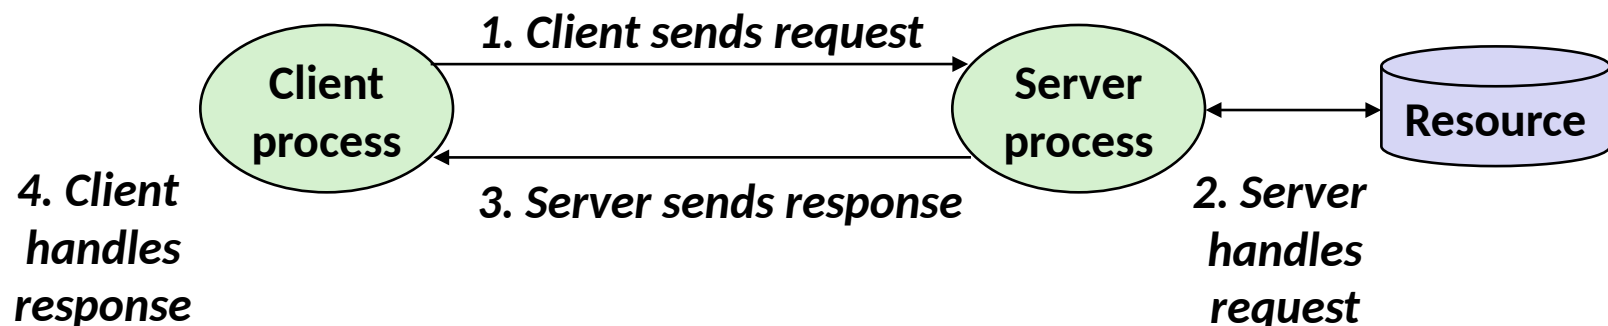 1. Client sends request
Client
process
Server
process
Resource
3. Server sends response
4. Client
handles
response
2. Server
handles
request